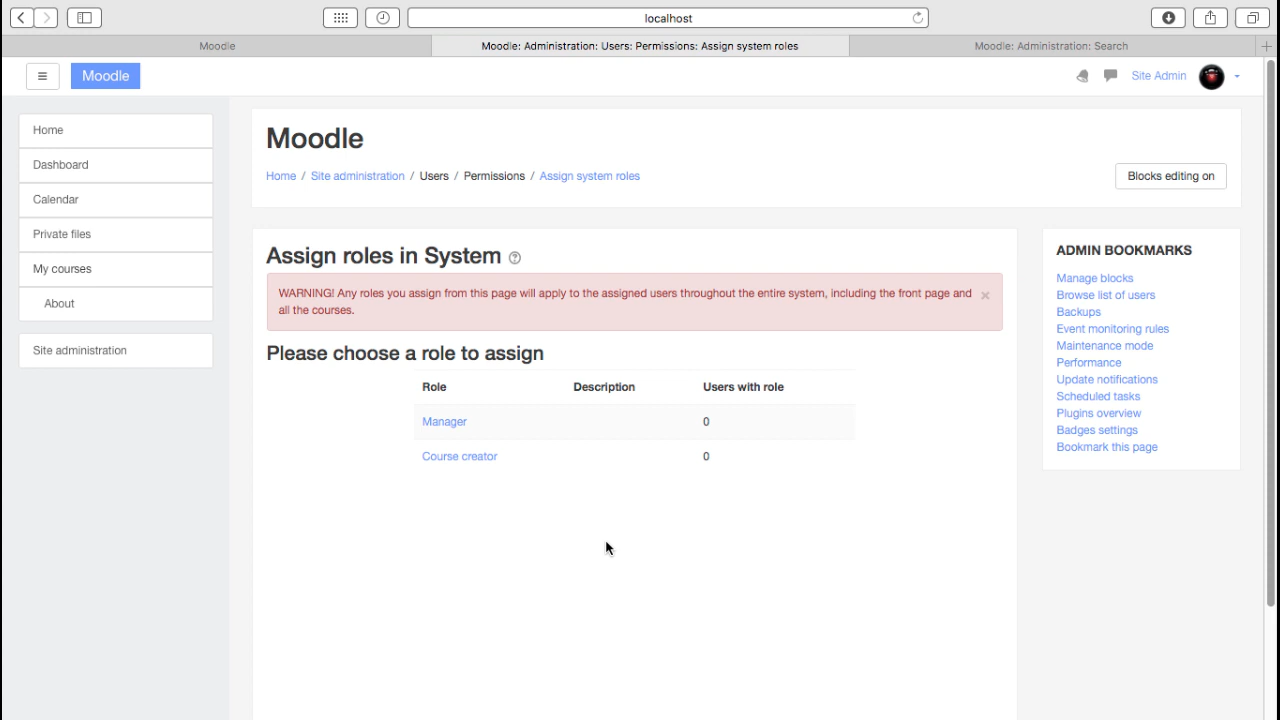 localhost
Moodle
Moodle: Administration: Users: Permissions: Assign system roles
Moodle: Administration: Search
Moodle
Site Admin
Home
Dashboard
Calendar
Private files
My courses
About
Site administration
Moodle
Home / Site administration / Users / Permissions / Assign system roles
Blocks editing on
Assign roles in System
WARNING! Any roles you assign from this page will apply to the assigned users throughout the entire system, including the front page and
all the courses.
Please choose a role to assign
Role Description Users with role
Manager 0
Course creator 0
ADMIN BOOKMARKS
Manage blocks
Browse list of users
Backups
Event monitoring rules
Maintenance mode
Performance
Update notifications
Scheduled tasks
Plugins overview
Badges settings
Bookmark this page